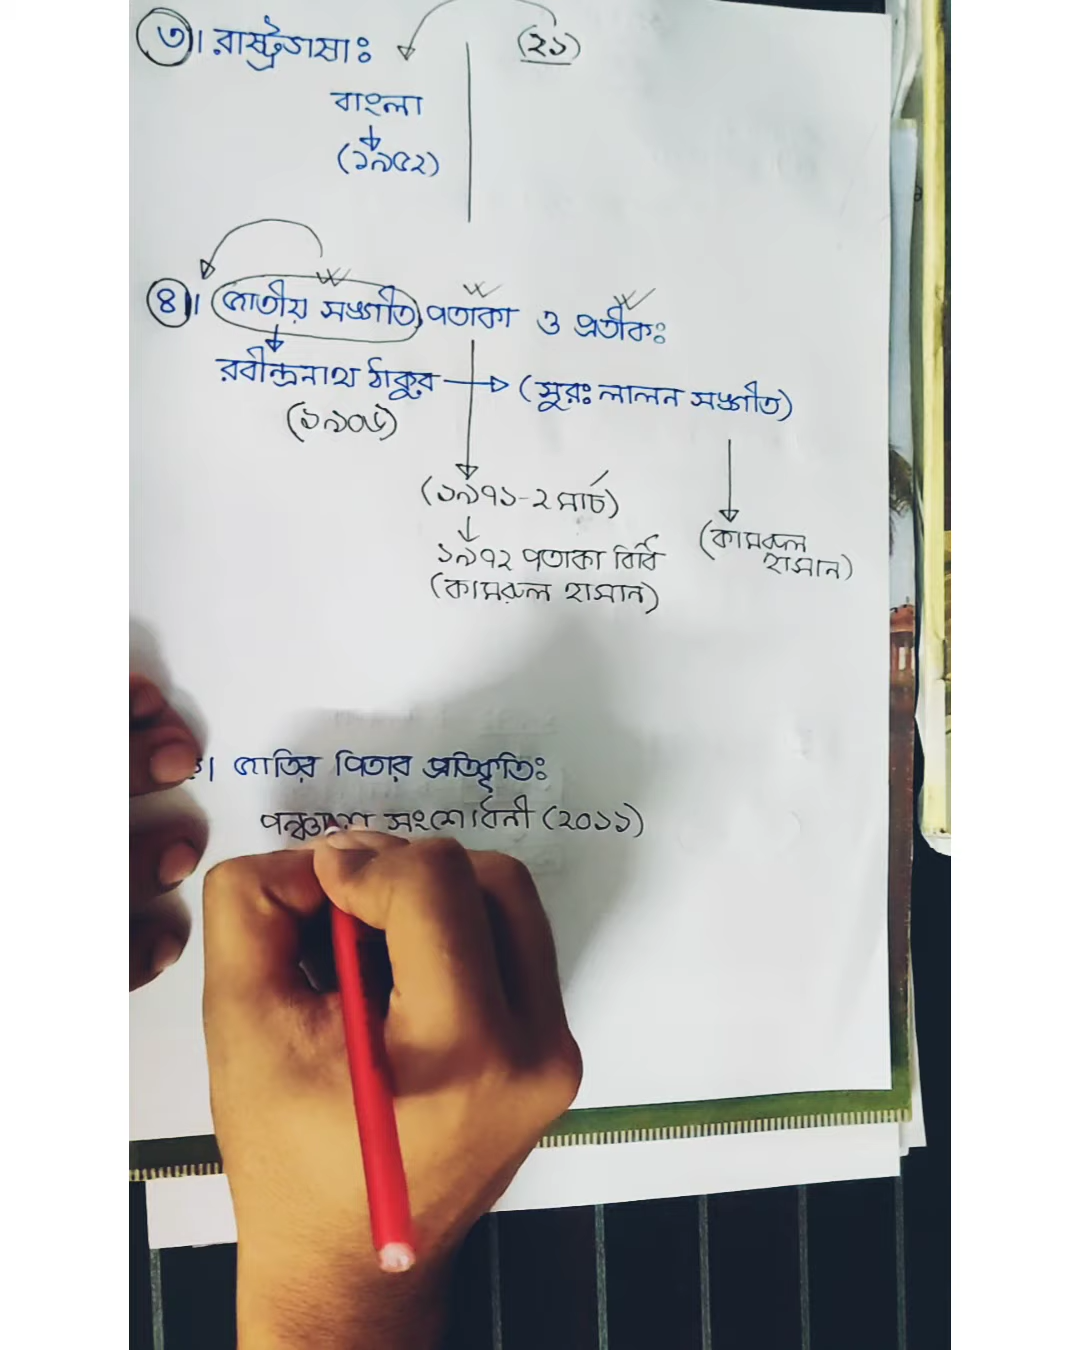 ৩। রাষ্ট্রভাষাঃ
(২১)
বাংলা
(১৯৫২)
৪। জাতীয় সঙ্গীত, পতাকা ও প্রতীকঃ
রবীন্দ্রনাথ ঠাকুর → (সুরঃ লালন সঙ্গীত)
(১৯০৬)
(১৯৭১-২ মার্চ)
১৯৭২ পতাকা বিধি
(কামরুল হাসান)
(কামরুল
হাসান)
। জাতির পিতার প্রতিকৃতিঃ
সংশোধনী (২০১১)